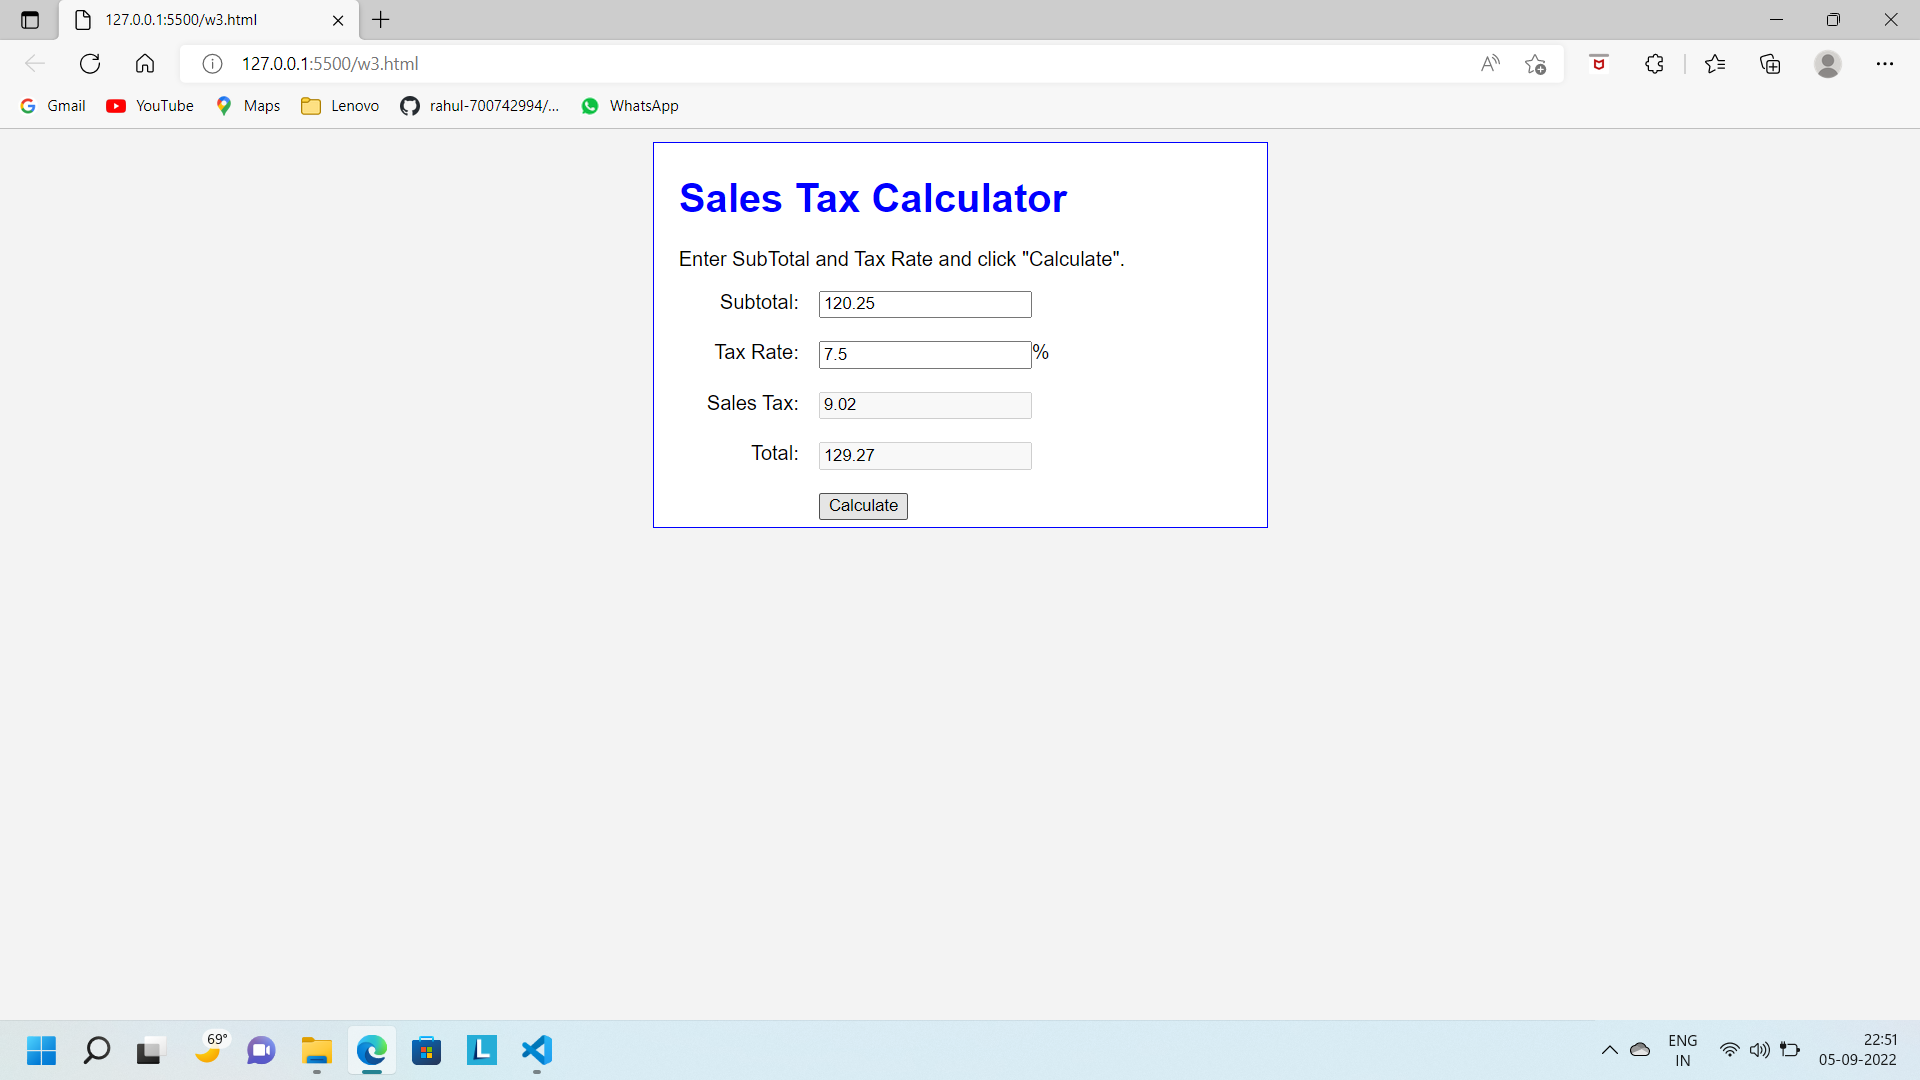 127.0.0.1:5500/w3.html
127.0.0.1:5500/w3.html
Gmail YouTube Maps Lenovo rahul-700742994/... WhatsApp
Sales Tax Calculator
Enter SubTotal and Tax Rate and click "Calculate".
Subtotal: 120.25
Tax Rate: 7.5 %
Sales Tax: 9.02
Total: 129.27
Calculate
69°
ENG
IN
22:51
05-09-2022